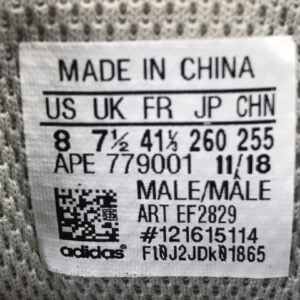 MADE IN CHINA
US UK FR JP CHN
8 7½ 41⅓ 260 255
APE 779001 11/18
MALE/MÂLE
ART EF2829
#121615114
adidas®